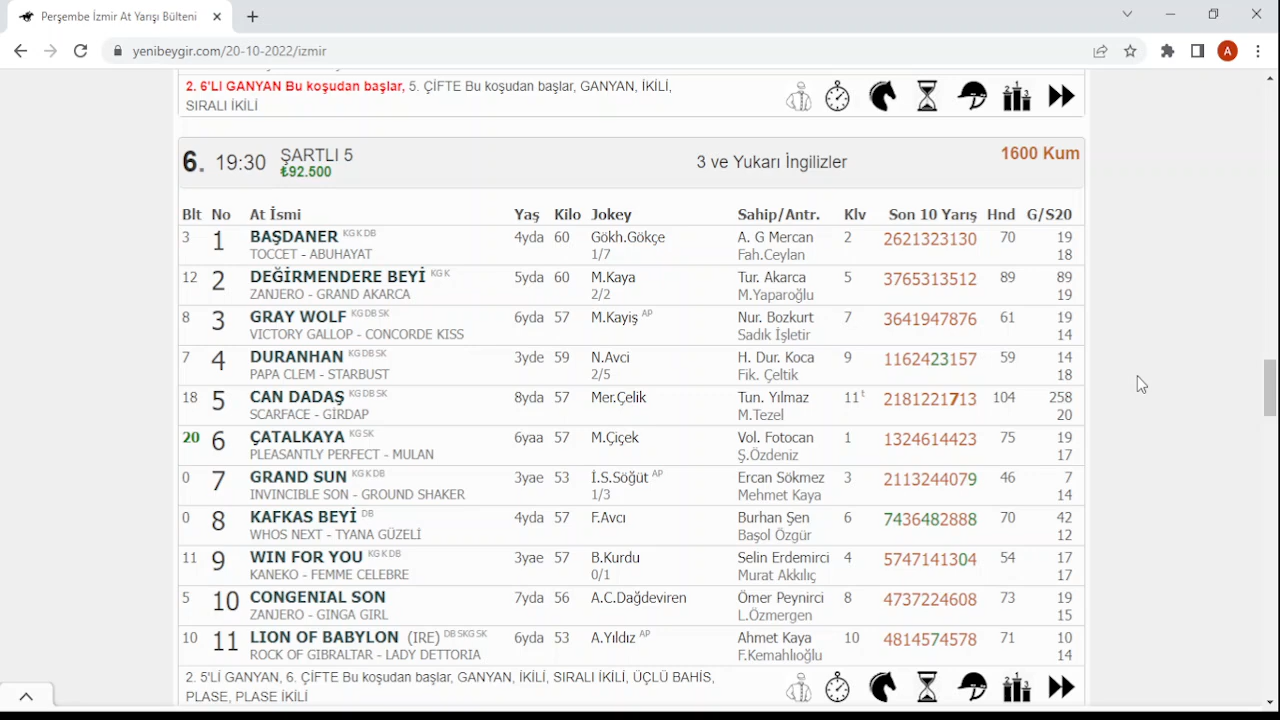 Perşembe İzmir At Yarışı Bülteni
yenibeygir.com/20-10-2022/izmir
A
2. 6'LI GANYAN Bu koşudan başlar, 5. ÇİFTE Bu koşudan başlar, GANYAN, İKİLİ,
SIRALI İKİLİ
6. 19:30 ŞARTLI 5 3 ve Yukarı İngilizler 1600 Kum
₺92.500
Blt No At İsmi Yaş Kilo Jokey Sahip/Antr. Klv Son 10 Yarış Hnd G/S20
3 1 BAŞDANER KG K DB 4yda 60 Gökh.Gökçe A. G Mercan 2 2621323130 70 19
TOCCET - ABUHAYAT 1/7 Fah.Ceylan 18
12 2 DEĞİRMENDERE BEYİ KG K 5yda 60 M.Kaya Tur. Akarca 5 3765313512 89 89
ZANJERO - GRAND AKARCA 2/2 M.Yaparoğlu 19
8 3 GRAY WOLF KG DB SK 6yda 57 M.Kayiş AP Nur. Bozkurt 7 3641947876 61 19
VICTORY GALLOP - CONCORDE KISS Sadık İşletir 14
7 4 DURANHAN KG DB SK 3yde 59 N.Avci H. Dur. Koca 9 1162423157 59 14
PAPA CLEM - STARBUST 2/5 Fik. Çeltik 18
18 5 CAN DADAŞ KG DB SK 8yda 57 Mer.Çelik Tun. Yılmaz 11 t 2181221713 104 258
SCARFACE - GİRDAP M.Tezel 20
20 6 ÇATALKAYA KG SK 6yaa 57 M.Çiçek Vol. Fotocan 1 1324614423 75 19
PLEASANTLY PERFECT - MULAN Ş.Özdeniz 17
0 7 GRAND SUN KG K DB 3yae 53 İ.S.Söğüt AP Ercan Sökmez 3 2113244079 46 7
INVINCIBLE SON - GROUND SHAKER 1/3 Mehmet Kaya 14
0 8 KAFKAS BEYİ DB 4yda 57 F.Avcı Burhan Şen 6 7436482888 70 42
WHOS NEXT - TYANA GÜZELİ Başol Özgür 12
11 9 WIN FOR YOU KG K DB 3yae 57 B.Kurdu Selin Erdemirci 4 5747141304 54 17
KANEKO - FEMME CELEBRE 0/1 Murat Akkılıç 17
5 10 CONGENIAL SON 7yda 56 A.C.Dağdeviren Ömer Peynirci 8 4737224608 73 19
ZANJERO - GINGA GIRL L.Özmergen 15
10 11 LION OF BABYLON (IRE) DB SKG SK 6yda 53 A.Yıldız AP Ahmet Kaya 10 4814574578 71 10
ROCK OF GIBRALTAR - LADY DETTORIA F.Kemahlıoğlu 14
2. 5'Lİ GANYAN, 6. ÇİFTE Bu koşudan başlar, GANYAN, İKİLİ, SIRALI İKİLİ, ÜÇLÜ BAHİS,
PLASE, PLASE İKİLİ